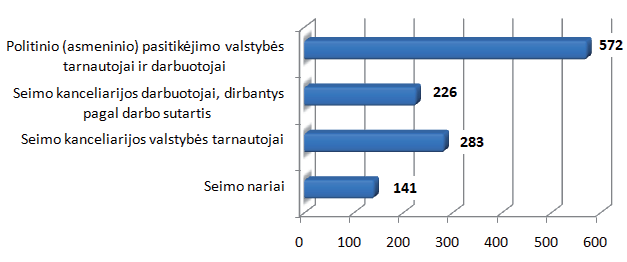 Politinio (asmeninio) pasitikėjimo valstybės
tarnautojai ir darbuotojai
572
Seimo kanceliarijos darbuotojai, dirbantys
pagal darbo sutartis
226
Seimo kanceliarijos valstybės tarnautojai
283
Seimo nariai
141
0 100 200 300 400 500 600